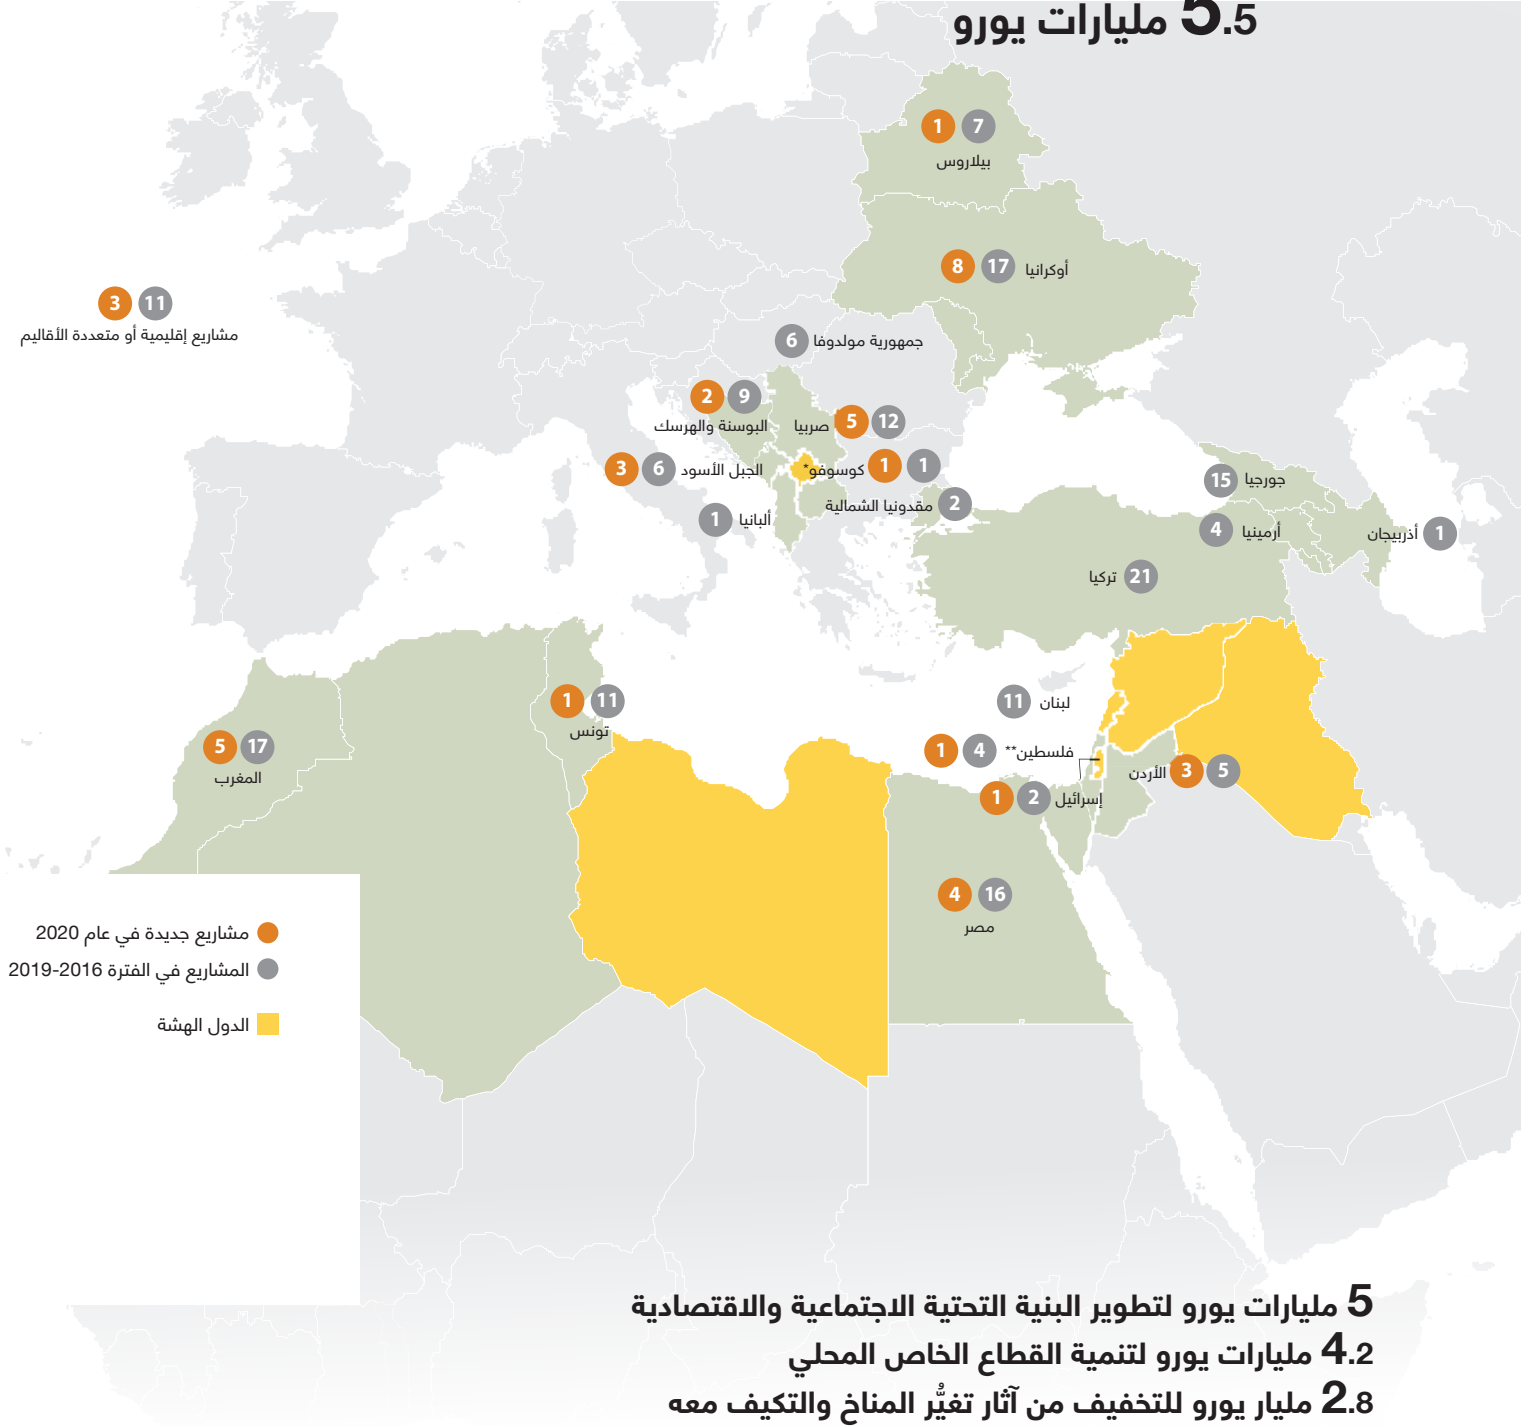 5.5 مليارات يورو
1 7
بيلاروس
8 17 أوكرانيا
3 11
مشاريع إقليمية أو متعددة الأقاليم
6 جمهورية مولدوفا
2 9
البوسنة والهرسك
صربيا 5 12
3 6 الجبل الأسود
كوسوفو* 1 1
مقدونيا الشمالية 2
1 ألبانيا
15 جورجيا
4 أرمينيا
أذربيجان 1
تركيا 21
1 11
تونس
5 17
المغرب
11 لبنان
1 4 فلسطين**
الأردن 3 5
1 2 إسرائيل
4 16
مصر
مشاريع جديدة في عام 2020
المشاريع في الفترة 2016-2019
الدول الهشة
5 مليارات يورو لتطوير البنية التحتية الاجتماعية والاقتصادية
4.2 مليارات يورو لتنمية القطاع الخاص المحلي
2.8 مليار يورو للتخفيف من آثار تغيُّر المناخ والتكيف معه